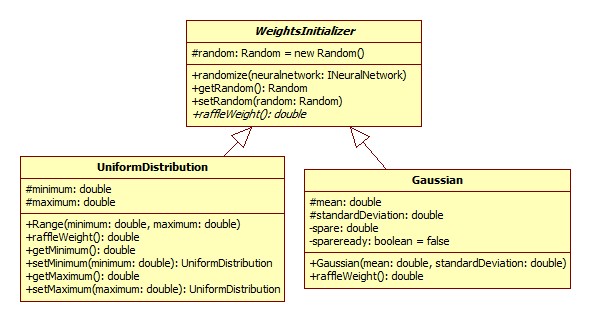 WeightsInitializer
#random: Random = new Random()
+randomize(neuralnetwork: INeuralNetwork)
+getRandom(): Random
+setRandom(random: Random)
+raffleWeight(): double
UniformDistribution
#minimum: double
#maximum: double
+Range(minimum: double, maximum: double)
+raffleWeight(): double
+getMinimum(): double
+setMinimum(minimum: double): UniformDistribution
+getMaximum(): double
+setMaximum(maximum: double): UniformDistribution
Gaussian
#mean: double
#standardDeviation: double
-spare: double
-spareready: boolean = false
+Gaussian(mean: double, standardDeviation: double)
+raffleWeight(): double